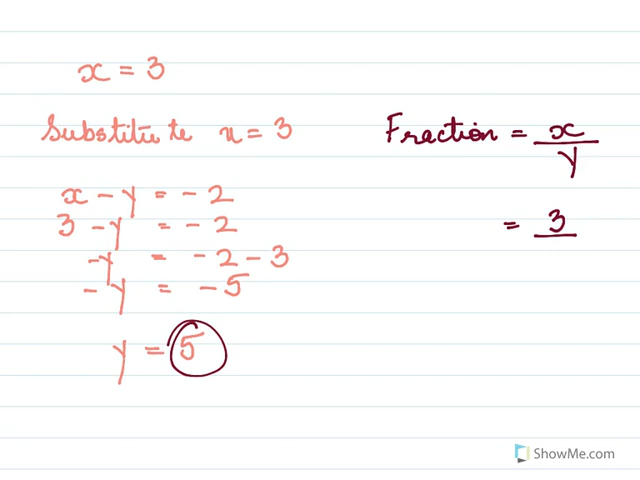 x = 3
Substitute x = 3
x - y = - 2
3 - y = - 2
- y = - 2 - 3
- y = - 5
y = 5
Fraction = x / y
= 3
ShowMe.com